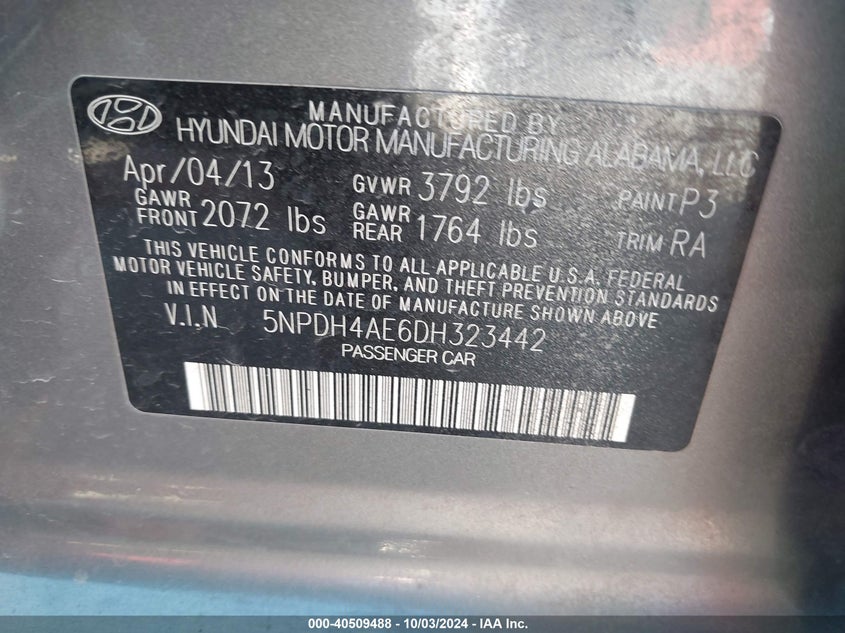 MANUFACTURED BY
HYUNDAI MOTOR MANUFACTURING ALABAMA, LLC
Apr/04/13 GVWR 3792 lbs PAINT P3
GAWR FRONT 2072 lbs GAWR REAR 1764 lbs TRIM RA
THIS VEHICLE CONFORMS TO ALL APPLICABLE U.S.A. FEDERAL
MOTOR VEHICLE SAFETY, BUMPER, AND THEFT PREVENTION STANDARDS
IN EFFECT ON THE DATE OF MANUFACTURE SHOWN ABOVE
V.I.N 5NPDH4AE6DH323442
PASSENGER CAR
000-40509488 - 10/03/2024 - IAA Inc.